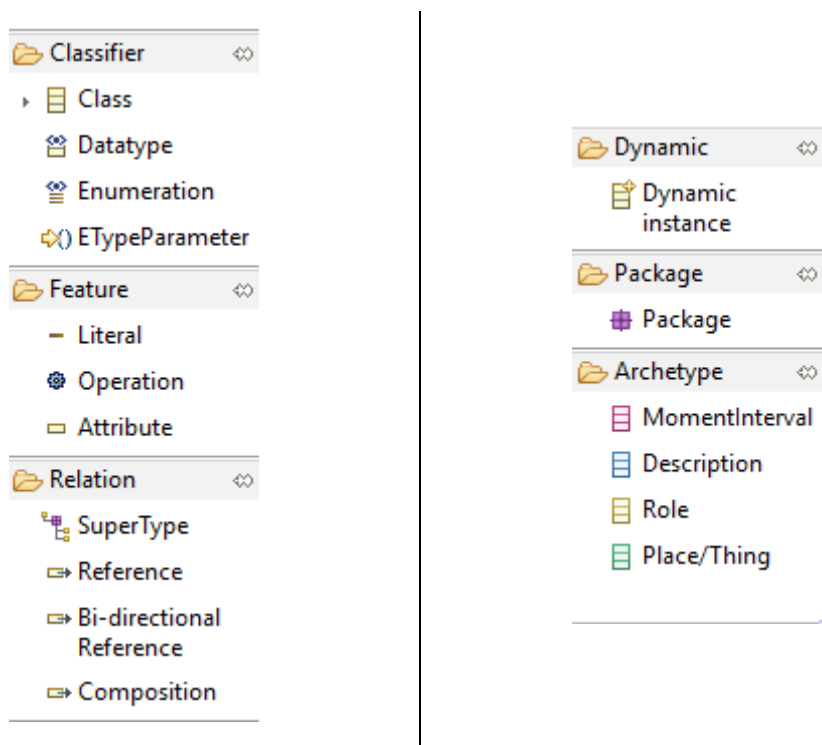 Classifier
Class
Datatype
Enumeration
ETypeParameter
Feature
Literal
Operation
Attribute
Relation
SuperType
Reference
Bi-directional
Reference
Composition
Dynamic
Dynamic
instance
Package
Package
Archetype
MomentInterval
Description
Role
Place/Thing